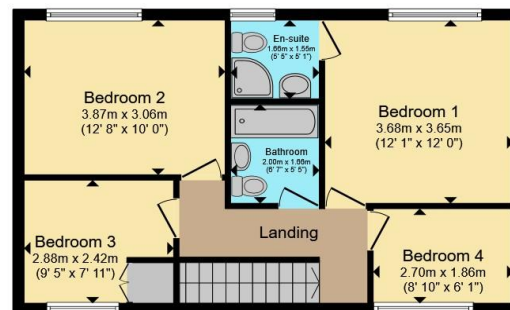 En-suite
1.66m x 1.55m
(5' 5" x 5' 1")
Bedroom 2
3.87m x 3.06m
(12' 8" x 10' 0")
Bedroom 1
3.68m x 3.65m
(12' 1" x 12' 0")
Bathroom
2.00m x 1.66m
(6' 7" x 5' 5")
Landing
Bedroom 3
2.88m x 2.42m
(9' 5" x 7' 11")
Bedroom 4
2.70m x 1.86m
(8' 10" x 6' 1")